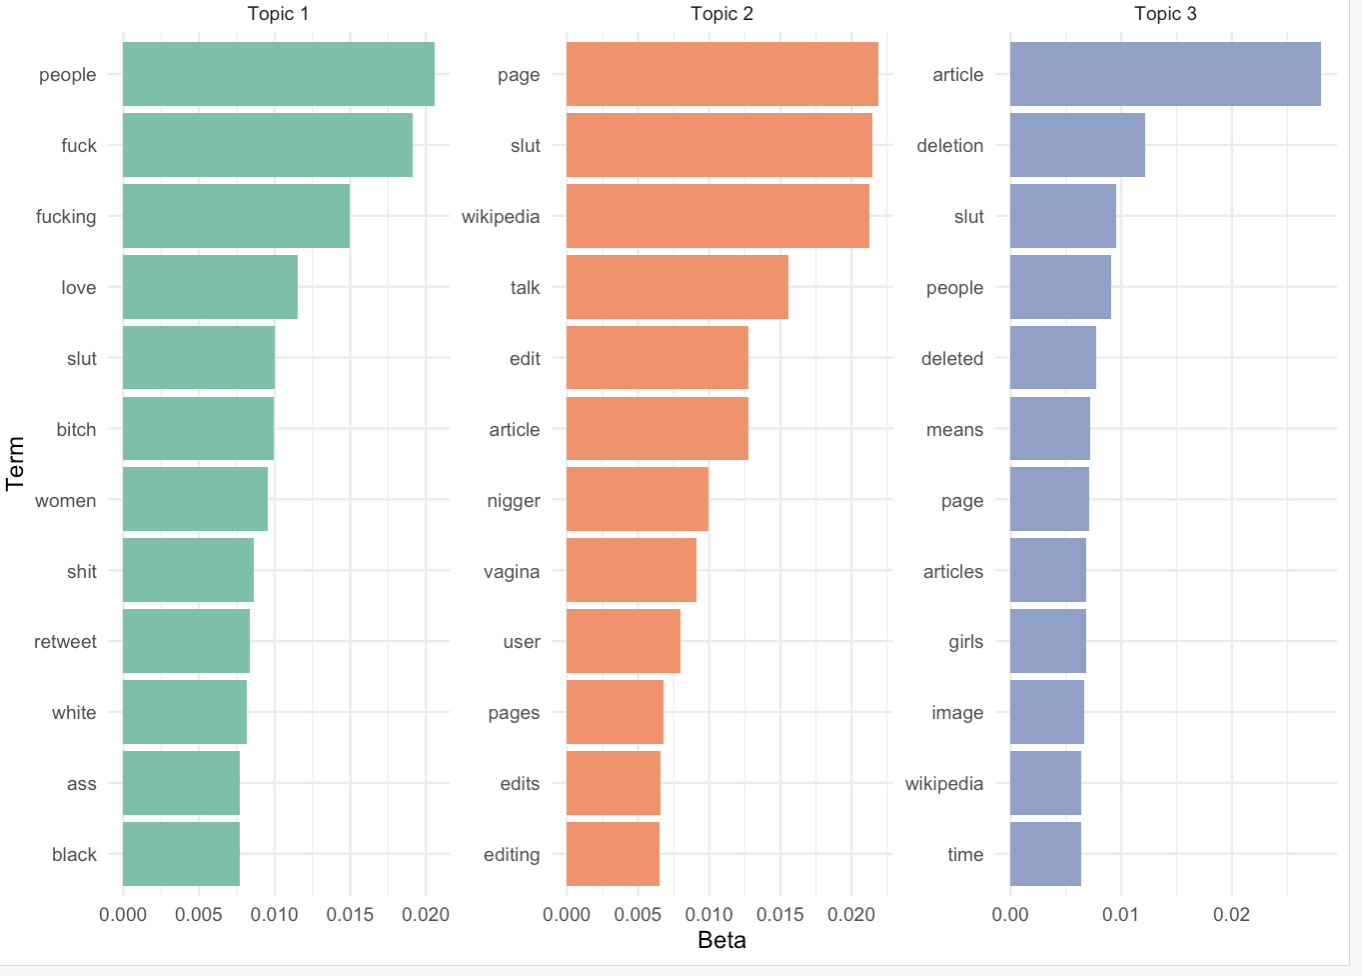 Topic 1
Topic 2
Topic 3
Term
people
fuck
fucking
love
slut
bitch
women
shit
retweet
white
ass
black
0.000 0.005 0.010 0.015 0.020
page
slut
wikipedia
talk
edit
article
nigger
vagina
user
pages
edits
editing
0.000 0.005 0.010 0.015 0.020
article
deletion
slut
people
deleted
means
page
articles
girls
image
wikipedia
time
0.00 0.01 0.02
Beta